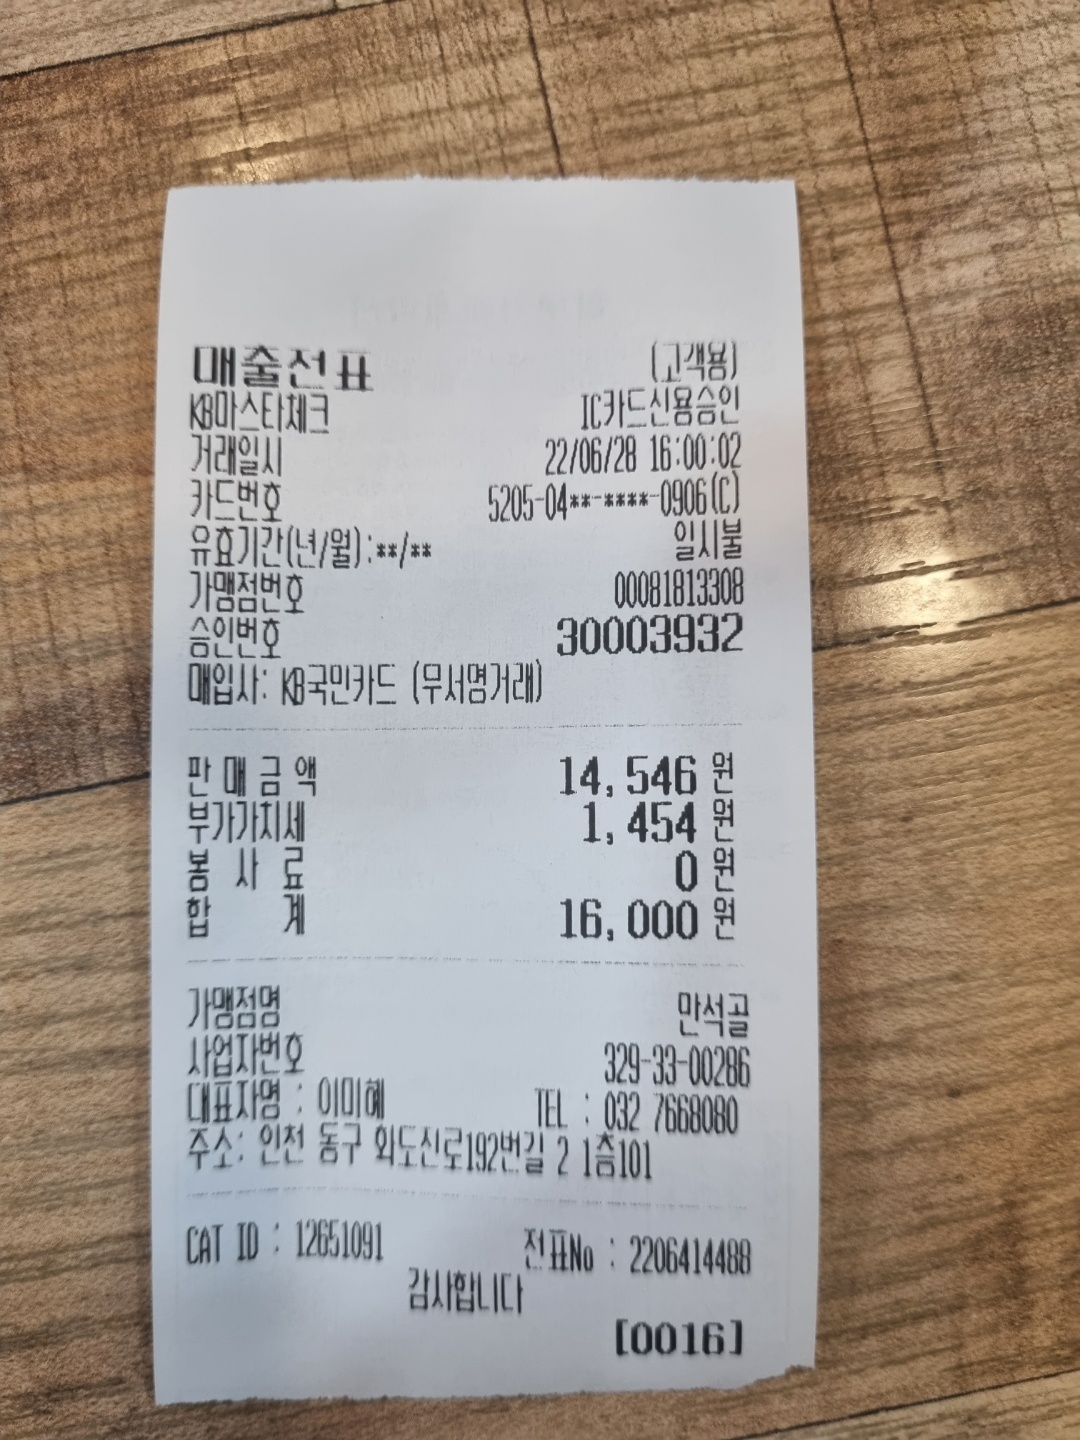 매출전표 (고객용)
KB마스타체크 IC카드신용승인
거래일시 22/06/28 16:00:02
카드번호 5205-04**-****-0906(C)
유효기간(년/월):**/** 일시불
가맹점번호 00081813308
승인번호 30003932
매입사: KB국민카드 (무서명거래)
판매금액 14,546 원
부가가치세 1,454 원
봉 사 료 0 원
합 계 16,000 원
가맹점명 만석골
사업자번호 329-33-00286
대표자명 : 이미혜 TEL : 032 7668080
주소: 인천 동구 화도진로192번길 2 1층101
CAT ID : 12651091 전표No : 2206414488
감사합니다
[0016]